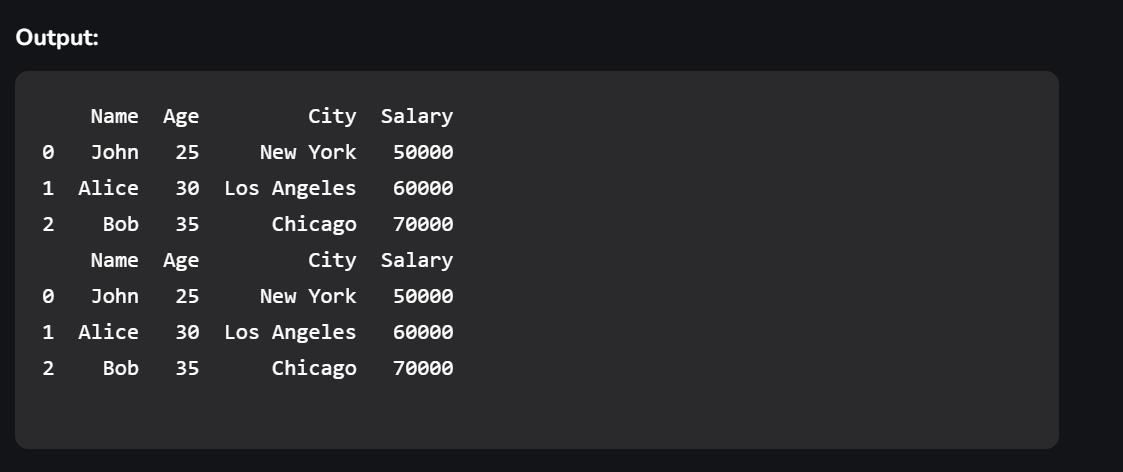 Output:
     Name  Age         City  Salary
0   John   25     New York   50000
1  Alice   30  Los Angeles   60000
2    Bob   35      Chicago   70000
     Name  Age         City  Salary
0   John   25     New York   50000
1  Alice   30  Los Angeles   60000
2    Bob   35      Chicago   70000